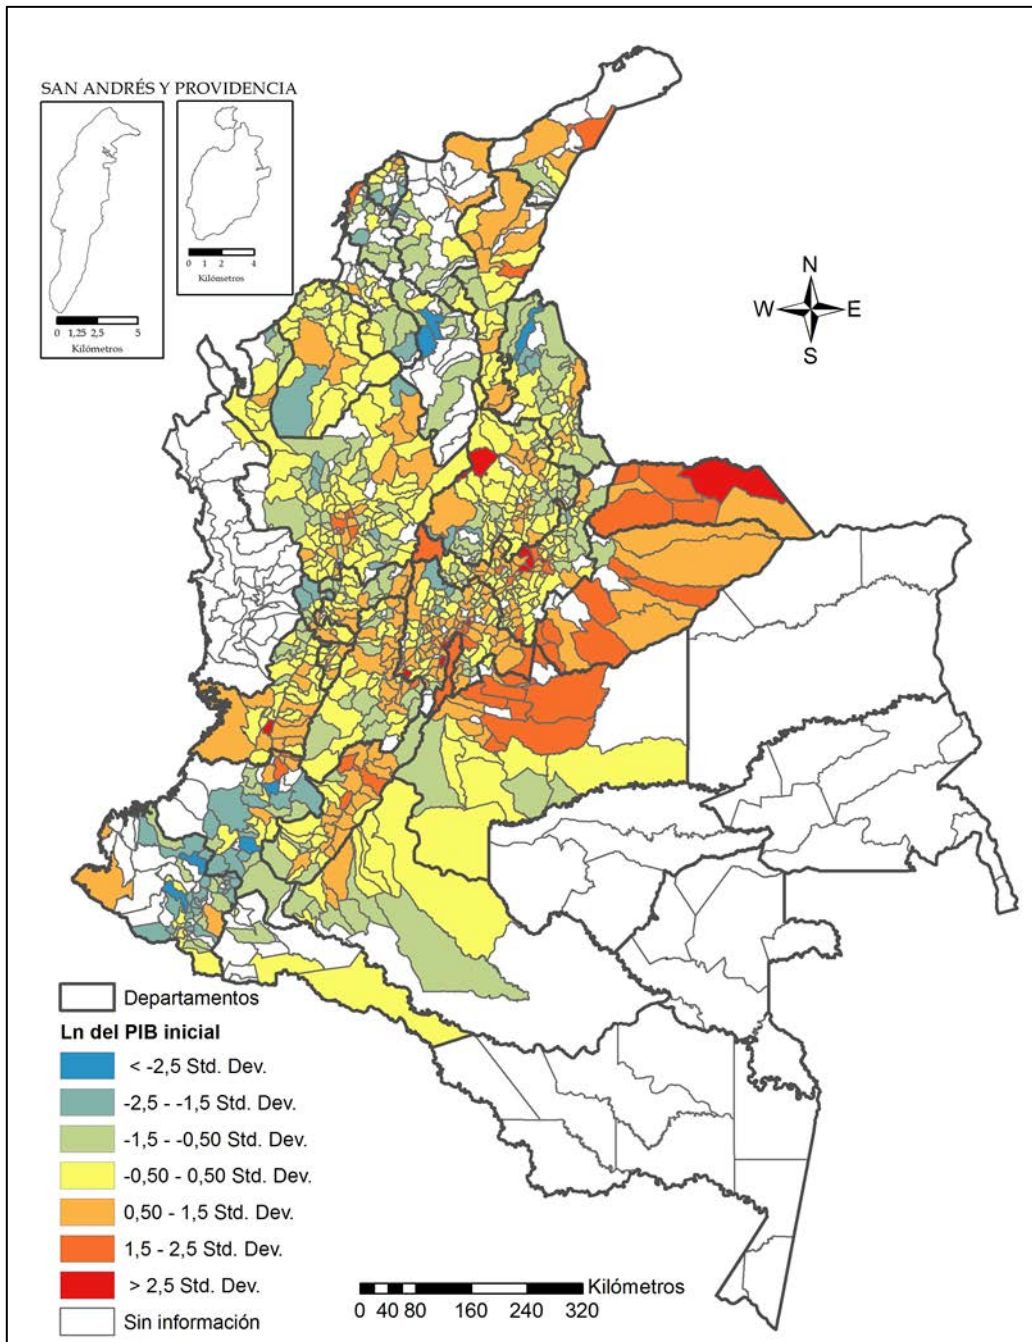 SAN ANDRÉS Y PROVIDENCIA
0 1,25 2,5 5
Kilómetros
0 1 2 4
Kilómetros
N
W E
S
Departamentos
Ln del PIB inicial
< -2,5 Std. Dev.
-2,5 - -1,5 Std. Dev.
-1,5 - -0,50 Std. Dev.
-0,50 - 0,50 Std. Dev.
0,50 - 1,5 Std. Dev.
1,5 - 2,5 Std. Dev.
> 2,5 Std. Dev.
Sin información
Kilómetros
0 40 80 160 240 320